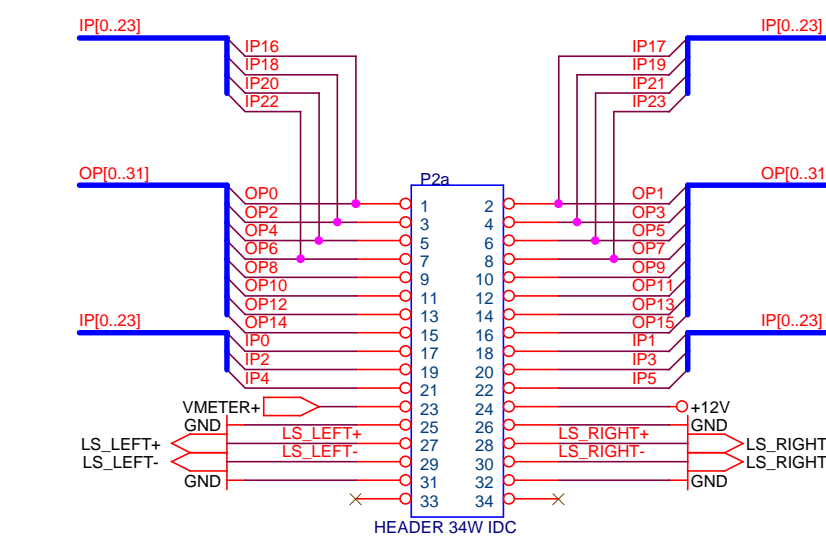 IP[0..23] IP[0..23]
IP16 IP17
IP18 IP19
IP20 IP21
IP22 IP23
OP[0..31] P2a OP[0..31
OP0 1 2 OP1
OP2 3 4 OP3
OP4 5 6 OP5
OP6 7 8 OP7
OP8 9 10 OP9
OP10 11 12 OP11
OP12 13 14 OP13
OP14 15 16 OP15
IP[0..23] IP[0..23]
IP0 17 18 IP1
IP2 19 20 IP3
IP4 21 22 IP5
VMETER+ 23 24 +12V
GND 25 26 GND
LS_LEFT+ LS_LEFT+ 27 28 LS_RIGHT+ LS_RIGHT
LS_LEFT- LS_LEFT- 29 30 LS_RIGHT- LS_RIGHT
GND 31 32 GND
33 34
HEADER 34W IDC